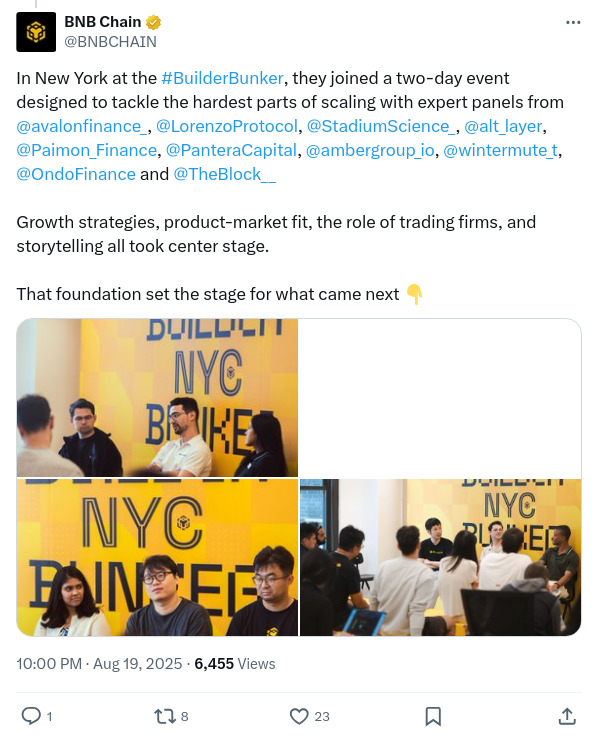 BNB Chain
@BNBCHAIN
In New York at the #BuilderBunker, they joined a two-day event
designed to tackle the hardest parts of scaling with expert panels from
@avalonfinance_, @LorenzoProtocol, @StadiumScience_, @alt_layer,
@Paimon_Finance, @PanteraCapital, @ambergroup_io, @wintermute_t,
@OndoFinance and @TheBlock__
Growth strategies, product-market fit, the role of trading firms, and
storytelling all took center stage.
That foundation set the stage for what came next 👇
BUILDER
NYC
BUNKER
NYC
BUNKER
BUILDER
NYC
BUNKER
10:00 PM · Aug 19, 2025 · 6,455 Views
1
8
23